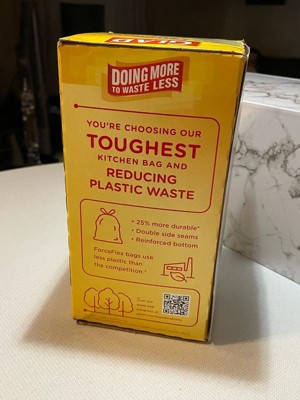 GLAD
DOING MORE
TO WASTE LESS
YOU'RE CHOOSING OUR
TOUGHEST
KITCHEN BAG AND
REDUCING
PLASTIC WASTE
• 25% more durable*
• Double side seams
• Reinforced bottom
ForceFlex bags use
less plastic than
the competition.†